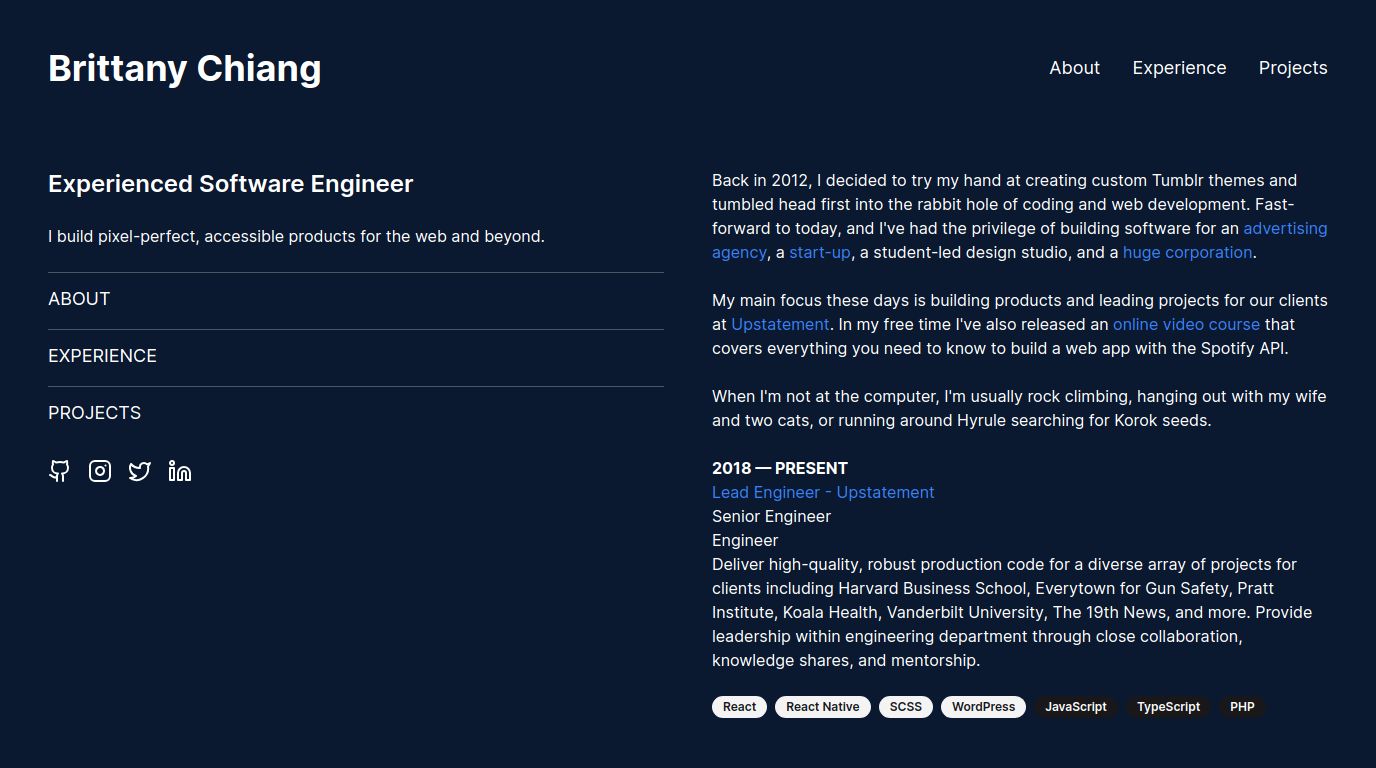 Brittany Chiang
About Experience Projects
Experienced Software Engineer
I build pixel-perfect, accessible products for the web and beyond.
ABOUT
EXPERIENCE
PROJECTS
Back in 2012, I decided to try my hand at creating custom Tumblr themes and
tumbled head first into the rabbit hole of coding and web development. Fast-
forward to today, and I've had the privilege of building software for an advertising
agency, a start-up, a student-led design studio, and a huge corporation.
My main focus these days is building products and leading projects for our clients
at Upstatement. In my free time I've also released an online video course that
covers everything you need to know to build a web app with the Spotify API.
When I'm not at the computer, I'm usually rock climbing, hanging out with my wife
and two cats, or running around Hyrule searching for Korok seeds.
2018 — PRESENT
Lead Engineer - Upstatement
Senior Engineer
Engineer
Deliver high-quality, robust production code for a diverse array of projects for
clients including Harvard Business School, Everytown for Gun Safety, Pratt
Institute, Koala Health, Vanderbilt University, The 19th News, and more. Provide
leadership within engineering department through close collaboration,
knowledge shares, and mentorship.
React React Native SCSS WordPress JavaScript TypeScript PHP